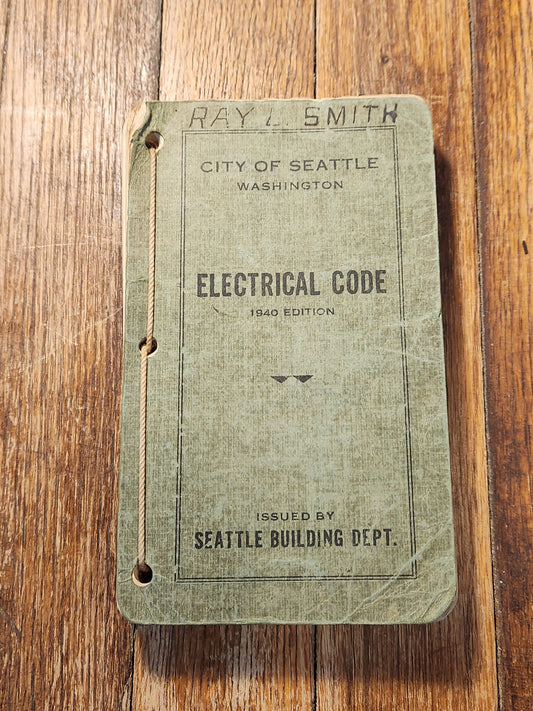 RAY L. SMITH
CITY OF SEATTLE
WASHINGTON
ELECTRICAL CODE
1940 EDITION
ISSUED BY
SEATTLE BUILDING DEPT.